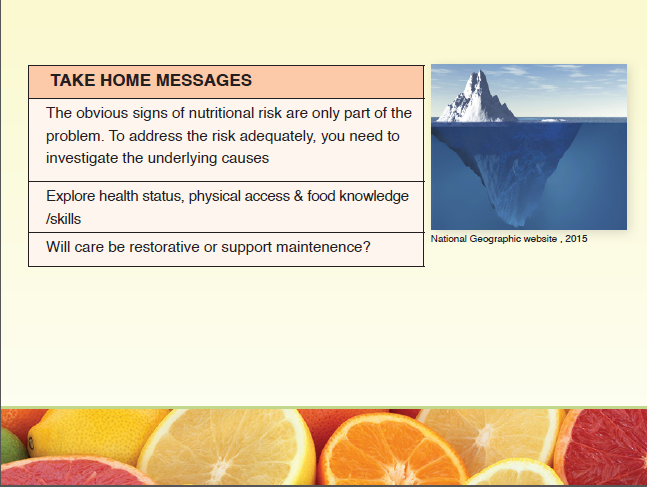 TAKE HOME MESSAGES
The obvious signs of nutritional risk are only part of the
problem. To address the risk adequately, you need to
investigate the underlying causes
Explore health status, physical access & food knowledge
/skills
Will care be restorative or support maintenence?
National Geographic website , 2015